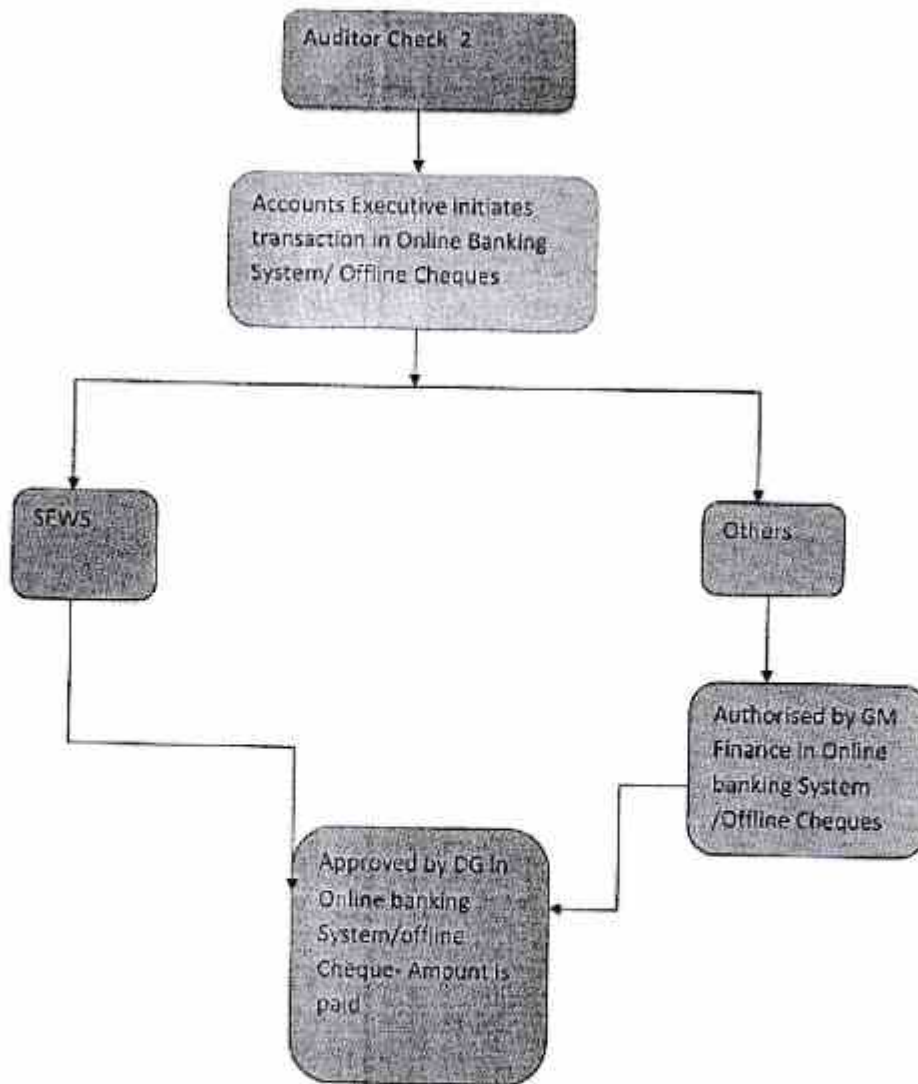 Auditor Check 2
Accounts Executive initiates
transaction in Online Banking
System/ Offline Cheques
SEWS
Others
Authorised by GM
Finance in Online
banking System
/Offline Cheques
Approved by DG in
Online banking
System/offline
Cheque- Amount is
paid